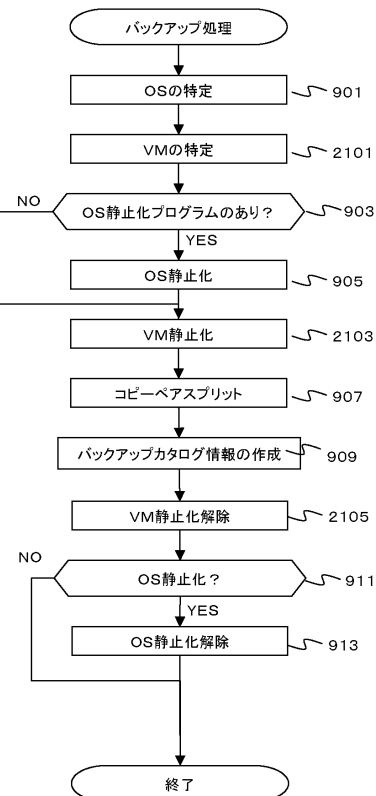 バックアップ処理
OSの特定
901
VMの特定
2101
NO
OS静止化プログラムのあり?
903
YES
OS静止化
905
VM静止化
2103
コピーペアスプリット
907
バックアップカタログ情報の作成
909
VM静止化解除
2105
NO
OS静止化?
911
YES
OS静止化解除
913
終了